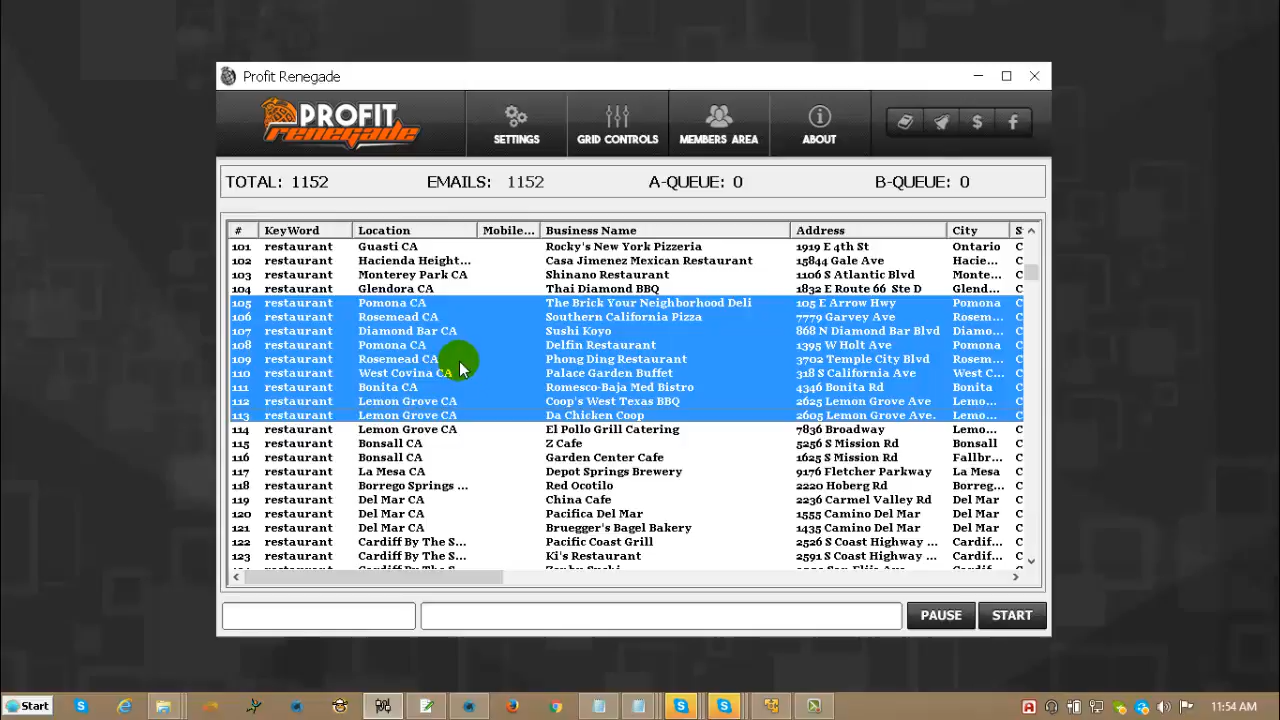 Profit Renegade
PROFIT renegade
SETTINGS GRID CONTROLS MEMBERS AREA ABOUT
TOTAL: 1152 EMAILS: 1152 A-QUEUE: 0 B-QUEUE: 0
# KeyWord Location Mobile... Business Name Address City S
101 restaurant Guasti CA Rocky's New York Pizzeria 1919 E 4th St Ontario C
102 restaurant Hacienda Height... Casa Jimenez Mexican Restaurant 15844 Gale Ave Hacie... C
103 restaurant Monterey Park CA Shinano Restaurant 1106 S Atlantic Blvd Monte... C
104 restaurant Glendora CA Thai Diamond BBQ 1832 E Route 66 Ste D Glend... C
105 restaurant Pomona CA The Brick Your Neighborhood Deli 105 E Arrow Hwy Pomona C
106 restaurant Rosemead CA Southern California Pizza 7779 Garvey Ave Rosem... C
107 restaurant Diamond Bar CA Sushi Koyo 868 N Diamond Bar Blvd Diamo... C
108 restaurant Pomona CA Delfin Restaurant 1395 W Holt Ave Pomona C
109 restaurant Rosemead CA Phong Ding Restaurant 3702 Temple City Blvd Rosem... C
110 restaurant West Covina CA Palace Garden Buffet 318 S California Ave West C... C
111 restaurant Bonita CA Romesco-Baja Med Bistro 4346 Bonita Rd Bonita C
112 restaurant Lemon Grove CA Coop's West Texas BBQ 2625 Lemon Grove Ave Lemo... C
113 restaurant Lemon Grove CA Da Chicken Coop 2605 Lemon Grove Ave. Lemo... C
114 restaurant Lemon Grove CA El Pollo Grill Catering 7836 Broadway Lemo... C
115 restaurant Bonsall CA Z Cafe 5256 S Mission Rd Bonsall C
116 restaurant Bonsall CA Garden Center Cafe 1625 S Mission Rd Fallbr... C
117 restaurant La Mesa CA Depot Springs Brewery 9176 Fletcher Parkway La Mesa C
118 restaurant Borrego Springs ... Red Ocotilo 2220 Hoberg Rd Borreg... C
119 restaurant Del Mar CA China Cafe 2236 Carmel Valley Rd Del Mar C
120 restaurant Del Mar CA Pacifica Del Mar 1555 Camino Del Mar Del Mar C
121 restaurant Del Mar CA Bruegger's Bagel Bakery 1435 Camino Del Mar Del Mar C
122 restaurant Cardiff By The S... Pacific Coast Grill 2526 S Coast Highway ... Cardif... C
123 restaurant Cardiff By The S... Ki's Restaurant 2591 S Coast Highway ... Cardif... C
PAUSE START
Start 11:54 AM